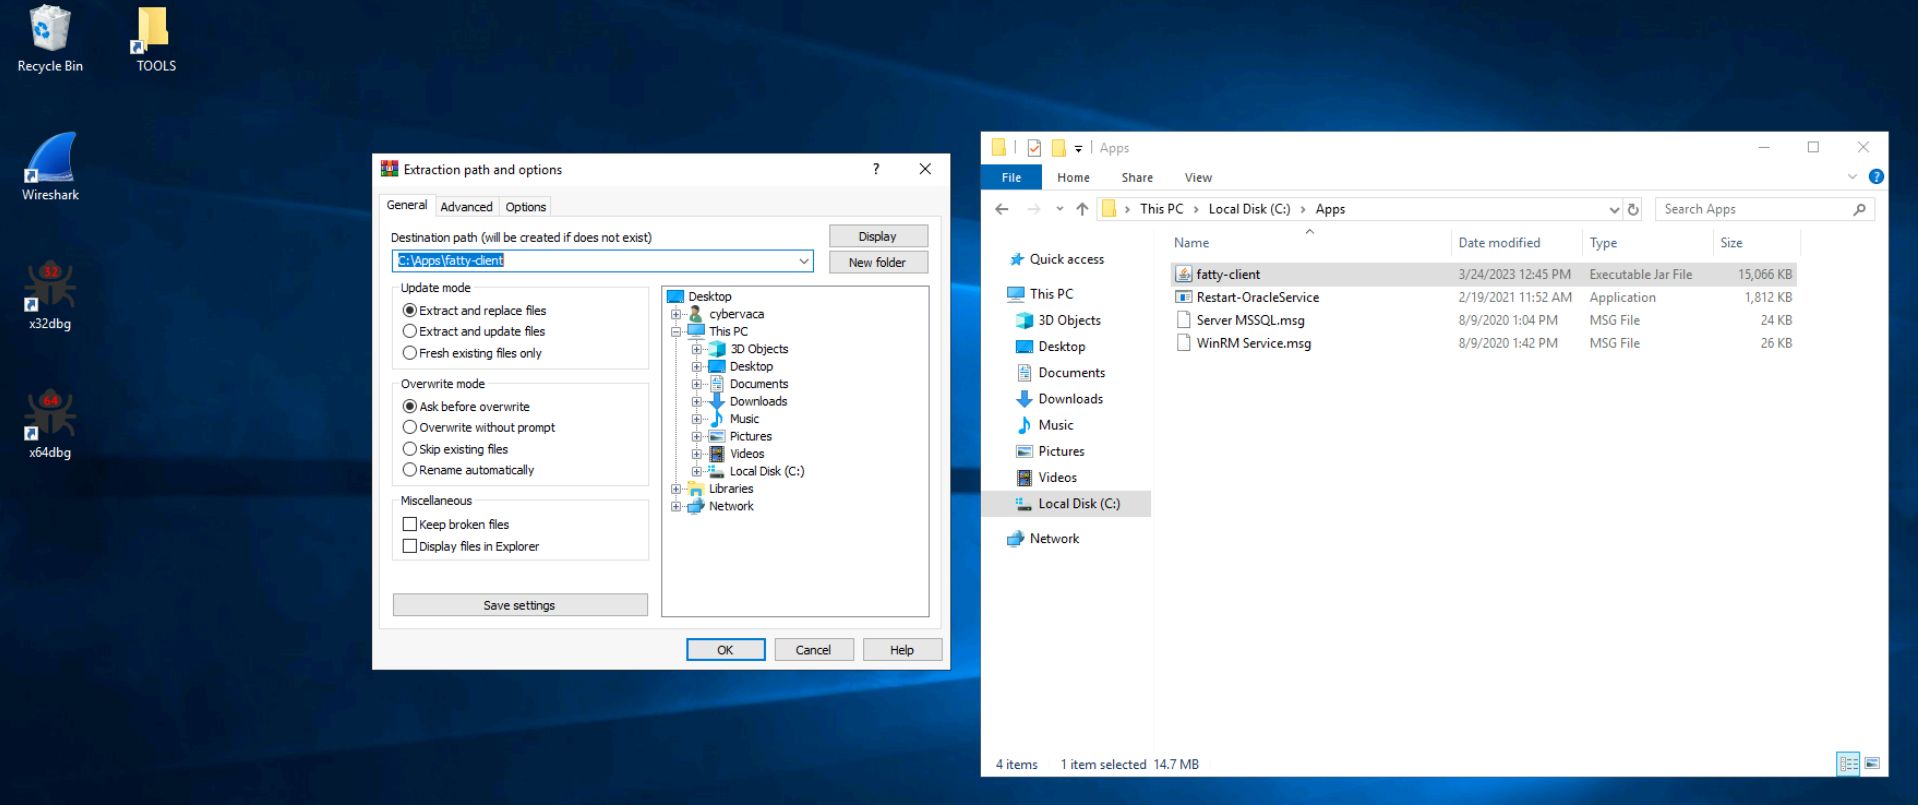 Recycle Bin
TOOLS
Wireshark
32
x32dbg
64
x64dbg
Extraction path and options
?
General
Advanced
Options
Destination path (will be created if does not exist)
Display
C:\Apps\fatty-client
New folder
Update mode
Extract and replace files
Extract and update files
Fresh existing files only
Overwrite mode
Ask before overwrite
Overwrite without prompt
Skip existing files
Rename automatically
Miscellaneous
Keep broken files
Display files in Explorer
Save settings
Desktop
cybervaca
This PC
3D Objects
Desktop
Documents
Downloads
Music
Pictures
Videos
Local Disk (C:)
Libraries
Network
OK
Cancel
Help
Apps
File
Home
Share
View
?
This PC > Local Disk (C:) > Apps
Search Apps
Quick access
This PC
3D Objects
Desktop
Documents
Downloads
Music
Pictures
Videos
Local Disk (C:)
Network
Name Date modified Type Size
fatty-client 3/24/2023 12:45 PM Executable Jar File 15,066 KB
Restart-OracleService 2/19/2021 11:52 AM Application 1,812 KB
Server MSSQL.msg 8/9/2020 1:04 PM MSG File 24 KB
WinRM Service.msg 8/9/2020 1:42 PM MSG File 26 KB
4 items 1 item selected 14.7 MB